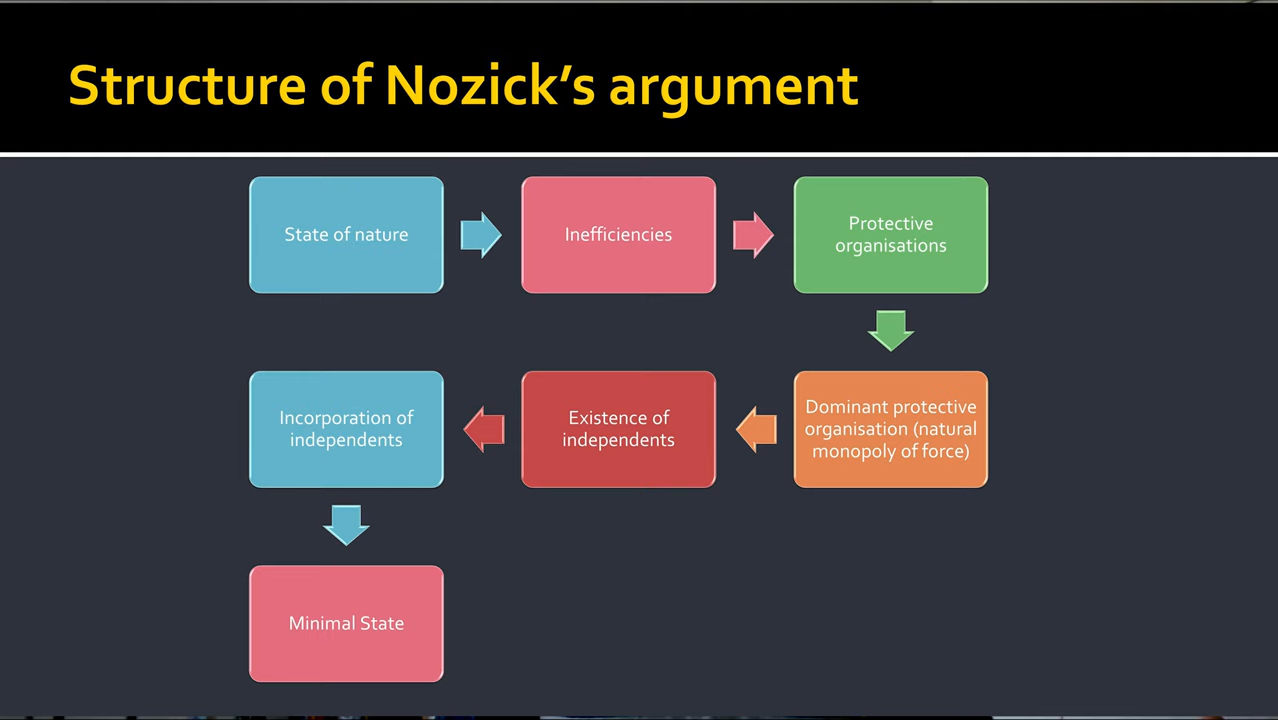 Structure of Nozick’s argument
State of nature
Inefficiencies
Protective
organisations
Dominant protective
organisation (natural
monopoly of force)
Existence of
independents
Incorporation of
independents
Minimal State